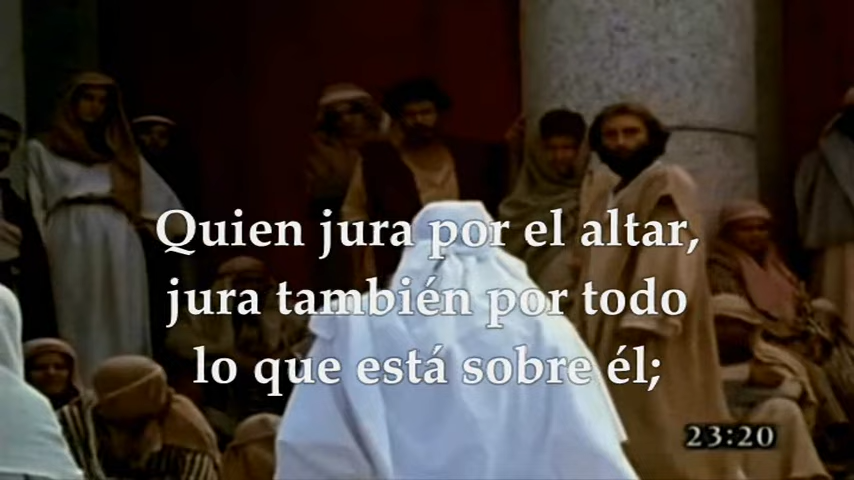 Quien jura por el altar,
jura también por todo
lo que está sobre él;
23:20